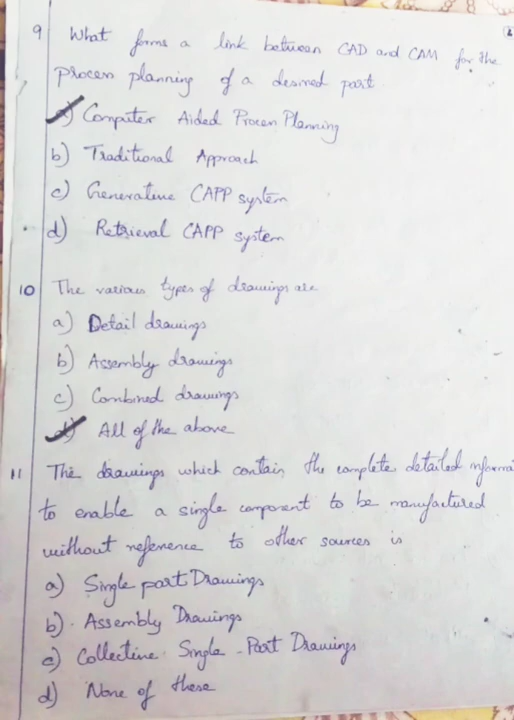 9 What forms a link between CAD and CAM for the
process planning of a desired part
a) Computer Aided Process Planning
b) Traditional Approach
c) Generative CAPP system
d) Retrieval CAPP system
10 The various types of drawings are
a) Detail drawings
b) Assembly drawings
c) Combined drawings
d) All of the above
11 The drawings which contain the complete detailed informa
to enable a single component to be manufactured
without reference to other sources is
a) Single part Drawings
b) Assembly Drawings
c) Collective Single-Part Drawings
d) None of these